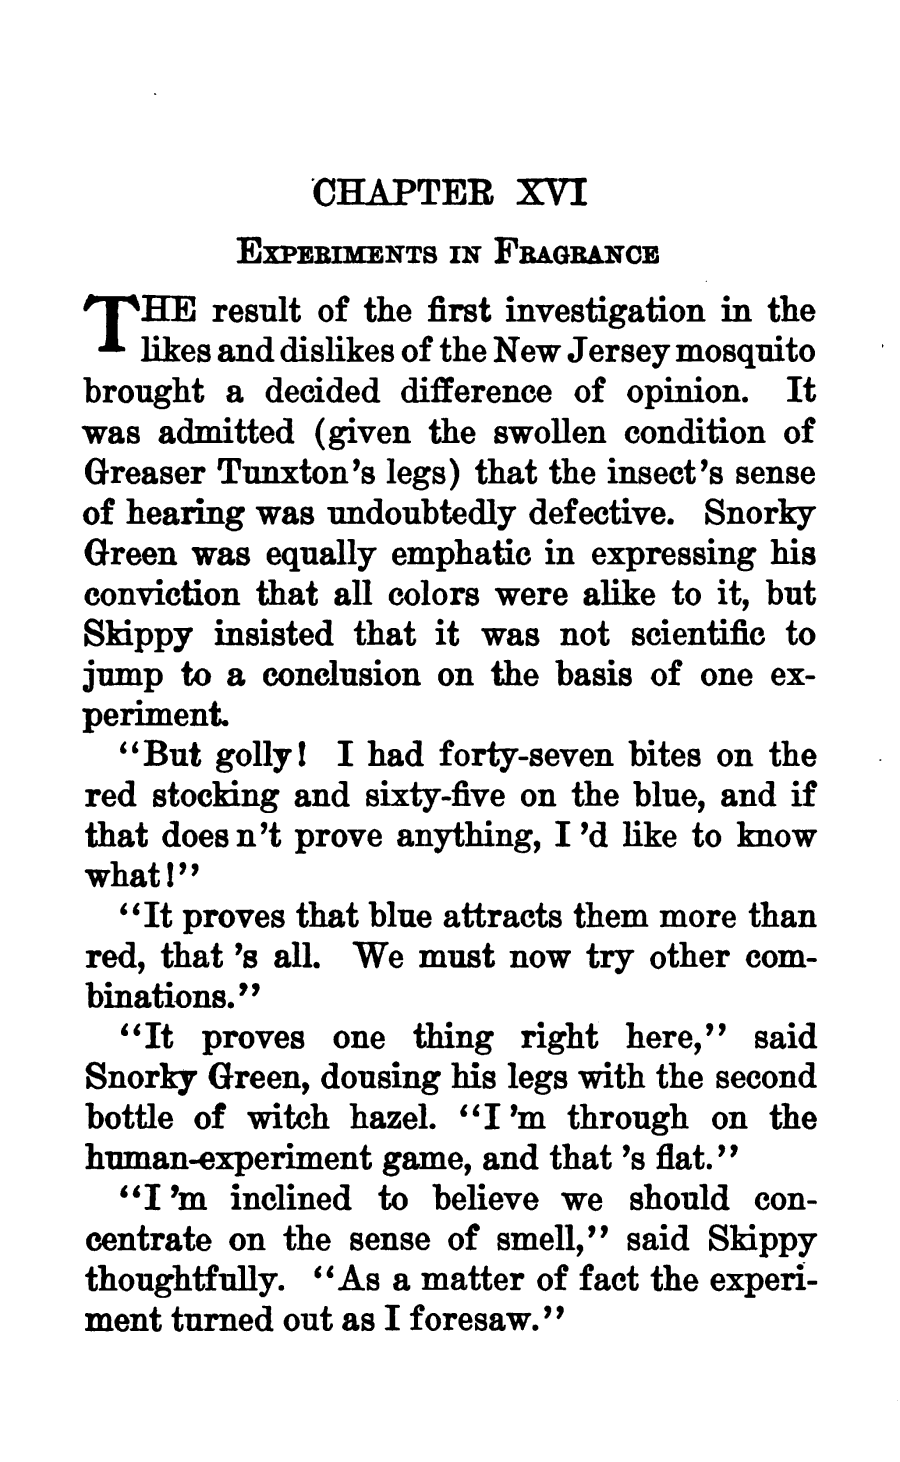 CHAPTER XVI
EXPERIMENTS IN FRAGRANCE
THE result of the first investigation in the
likes and dislikes of the New Jersey mosquito
brought a decided difference of opinion. It
was admitted (given the swollen condition of
Greaser Tunxton's legs) that the insect's sense
of hearing was undoubtedly defective. Snorky
Green was equally emphatic in expressing his
conviction that all colors were alike to it, but
Skippy insisted that it was not scientific to
jump to a conclusion on the basis of one ex-
periment.
"But golly! I had forty-seven bites on the
red stocking and sixty-five on the blue, and if
that does n't prove anything, I 'd like to know
what!"
"It proves that blue attracts them more than
red, that 's all. We must now try other com-
binations."
"It proves one thing right here," said
Snorky Green, dousing his legs with the second
bottle of witch hazel. "I 'm through on the
human-experiment game, and that 's flat."
"I 'm inclined to believe we should con-
centrate on the sense of smell," said Skippy
thoughtfully. "As a matter of fact the experi-
ment turned out as I foresaw."